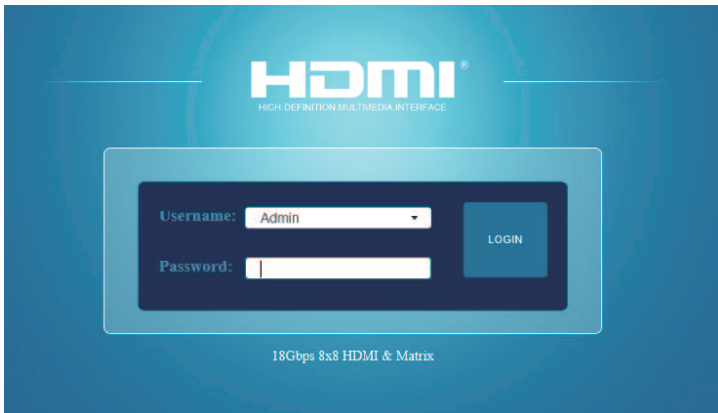 HDMI®
HIGH-DEFINITION MULTIMEDIA INTERFACE
Username: Admin
LOGIN
Password:
18Gbps 8x8 HDMI & Matrix